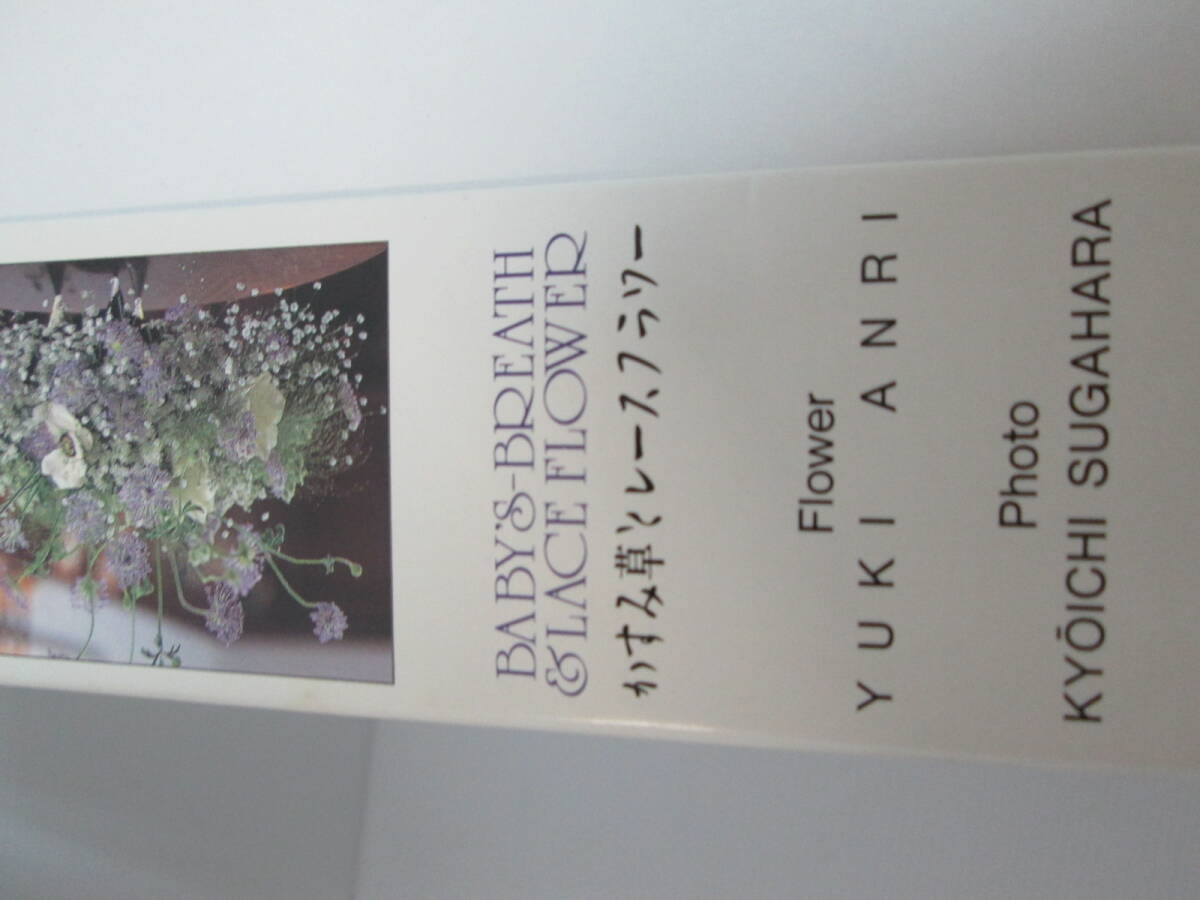 BABY'S-BREATH
& LACE FLOWER
かすみ草とレースフラワー
Flower
YUKI ANRI
Photo
KYŌICHI SUGAHARA